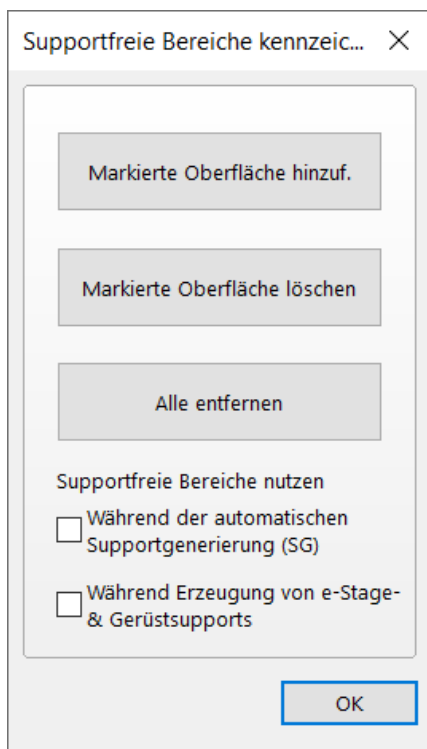 Supportfreie Bereiche kennzeic...
Markierte Oberfläche hinzuf.
Markierte Oberfläche löschen
Alle entfernen
Supportfreie Bereiche nutzen
Während der automatischen
Supportgenerierung (SG)
Während Erzeugung von e-Stage-
& Gerüstsupports
OK